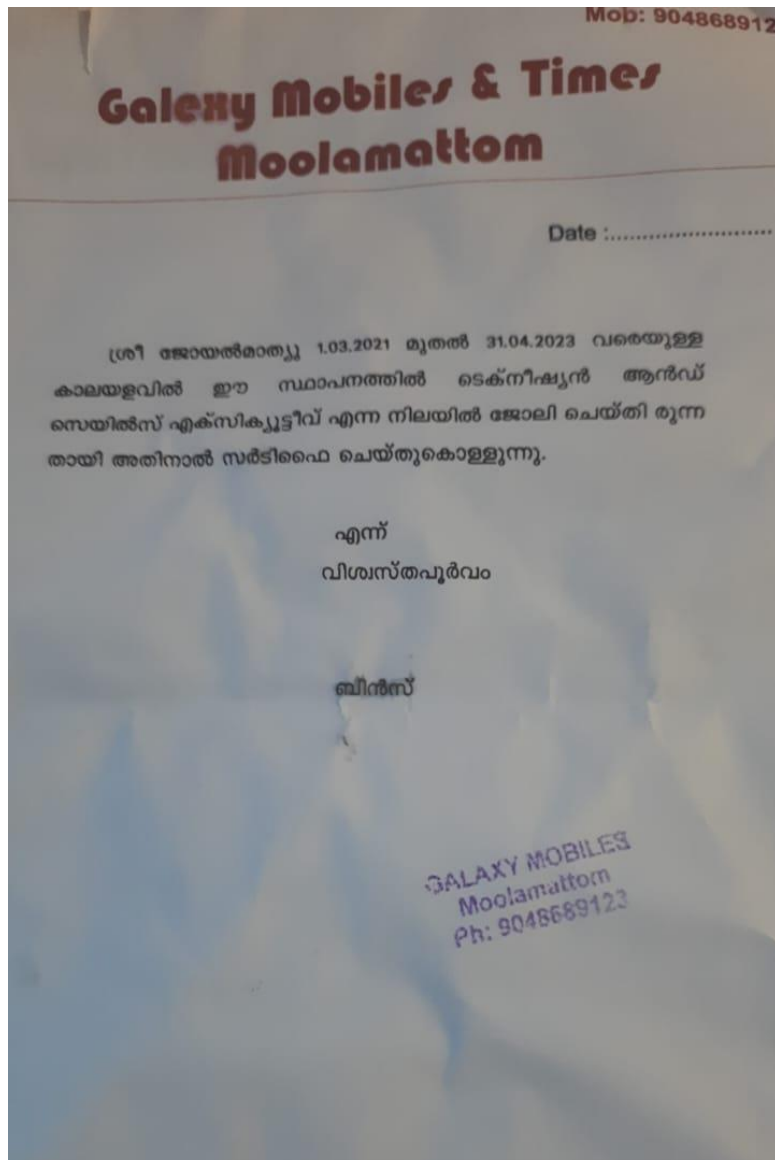 Mob: 904868912
Galexy Mobiles & Times
Moolamattom
Date :..........................
ശ്രീ ജോയൽമാത്യു 1.03.2021 മുതൽ 31.04.2023 വരെയുള്ള
കാലയളവിൽ ഈ സ്ഥാപനത്തിൽ ടെക്നീഷ്യൻ ആൻഡ്
സെയിൽസ് എക്സിക്യൂട്ടീവ് എന്ന നിലയിൽ ജോലി ചെയ്തി രുന്ന
തായി അതിനാൽ സർടിഫൈ ചെയ്തുകൊള്ളുന്നു.
എന്ന്
വിശ്വസ്തപൂർവം
ബിൻസ്
GALAXY MOBILES
Moolamattom
Ph: 9048689123